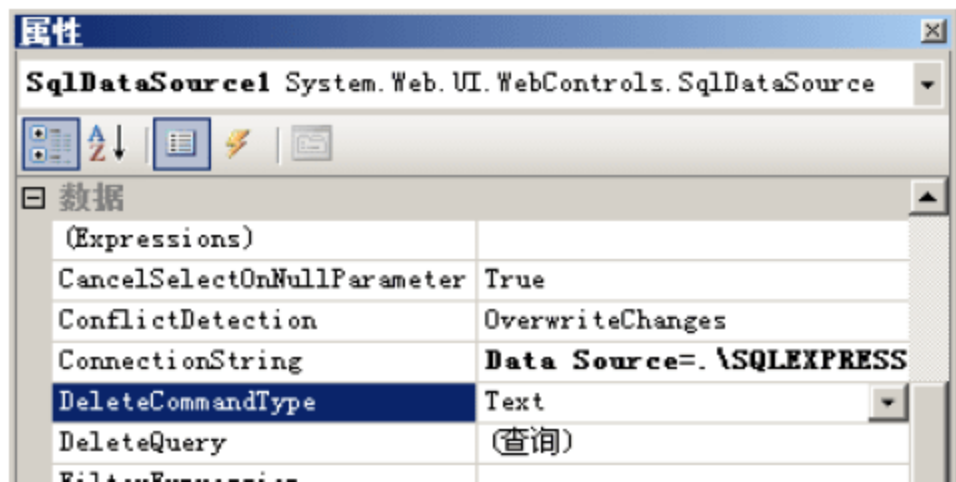 属性
SqlDataSource1 System.Web.UI.WebControls.SqlDataSource
数据
(Expressions)
CancelSelectOnNullParameter True
ConflictDetection OverwriteChanges
ConnectionString Data Source=.\SQLEXPRESS
DeleteCommandType Text
DeleteQuery (查询)
FilterExpression